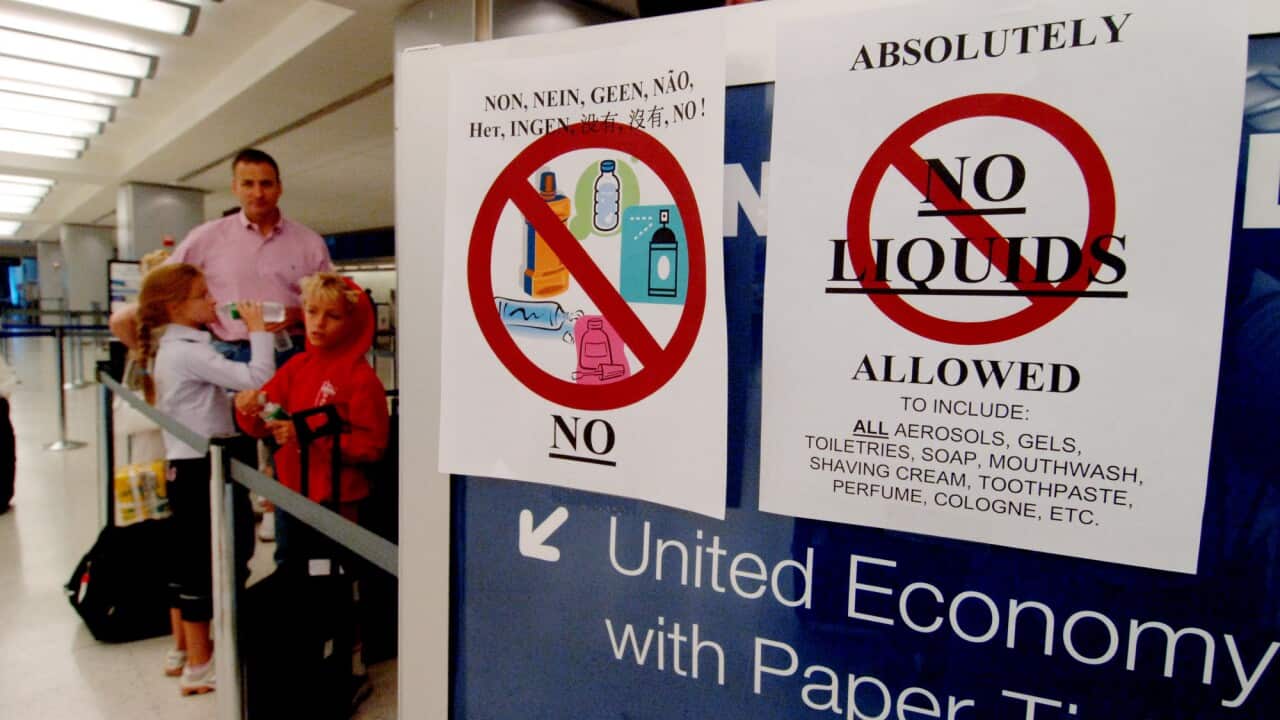 NON, NEIN, GEEN, NÃO,
Нет, INGEN, 没有, 沒有, NO!
NO
ABSOLUTELY
NO
LIQUIDS
ALLOWED
TO INCLUDE:
ALL AEROSOLS, GELS,
TOILETRIES, SOAP, MOUTHWASH,
SHAVING CREAM, TOOTHPASTE,
PERFUME, COLOGNE, ETC.
United Economy
with Paper